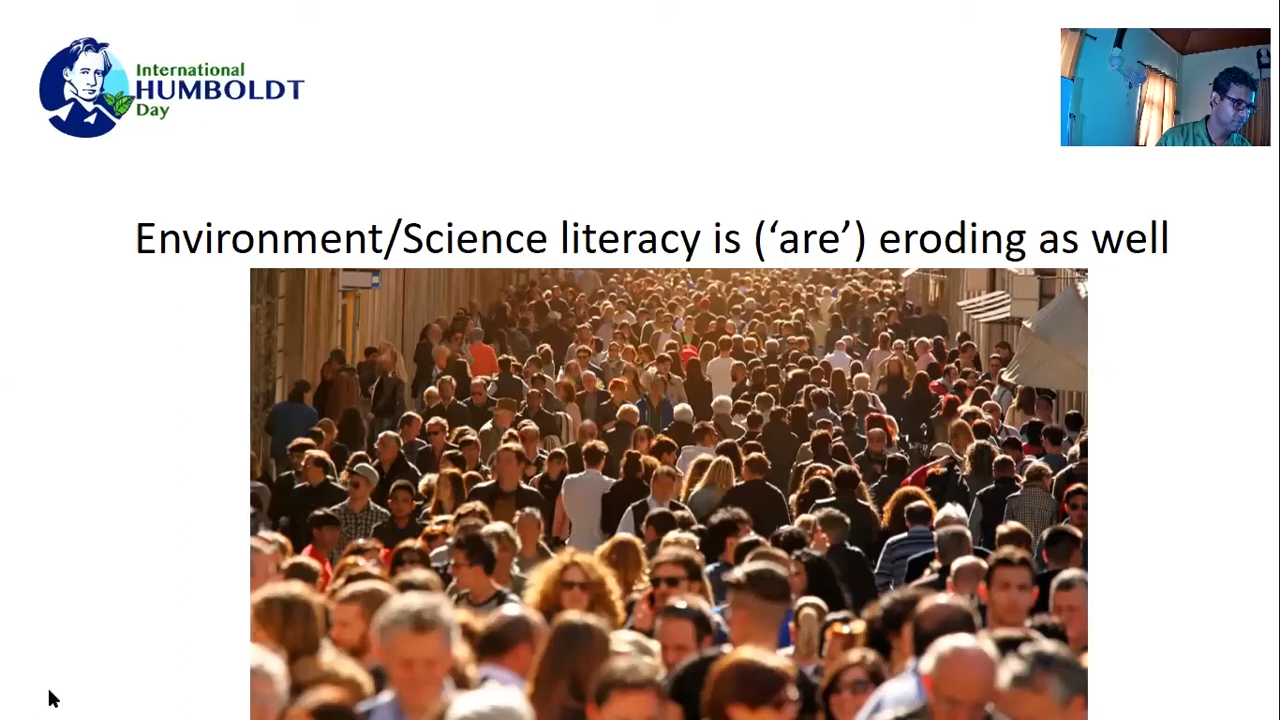 International
HUMBOLDT
Day
Environment/Science literacy is (‘are’) eroding as well